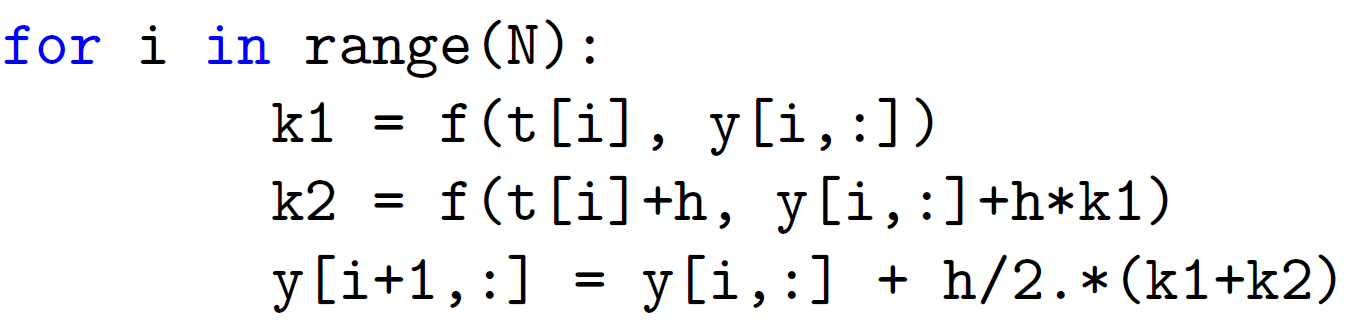 for i in range(N):
        k1 = f(t[i], y[i,:])
        k2 = f(t[i]+h, y[i,:]+h*k1)
        y[i+1,:] = y[i,:] + h/2.*(k1+k2)